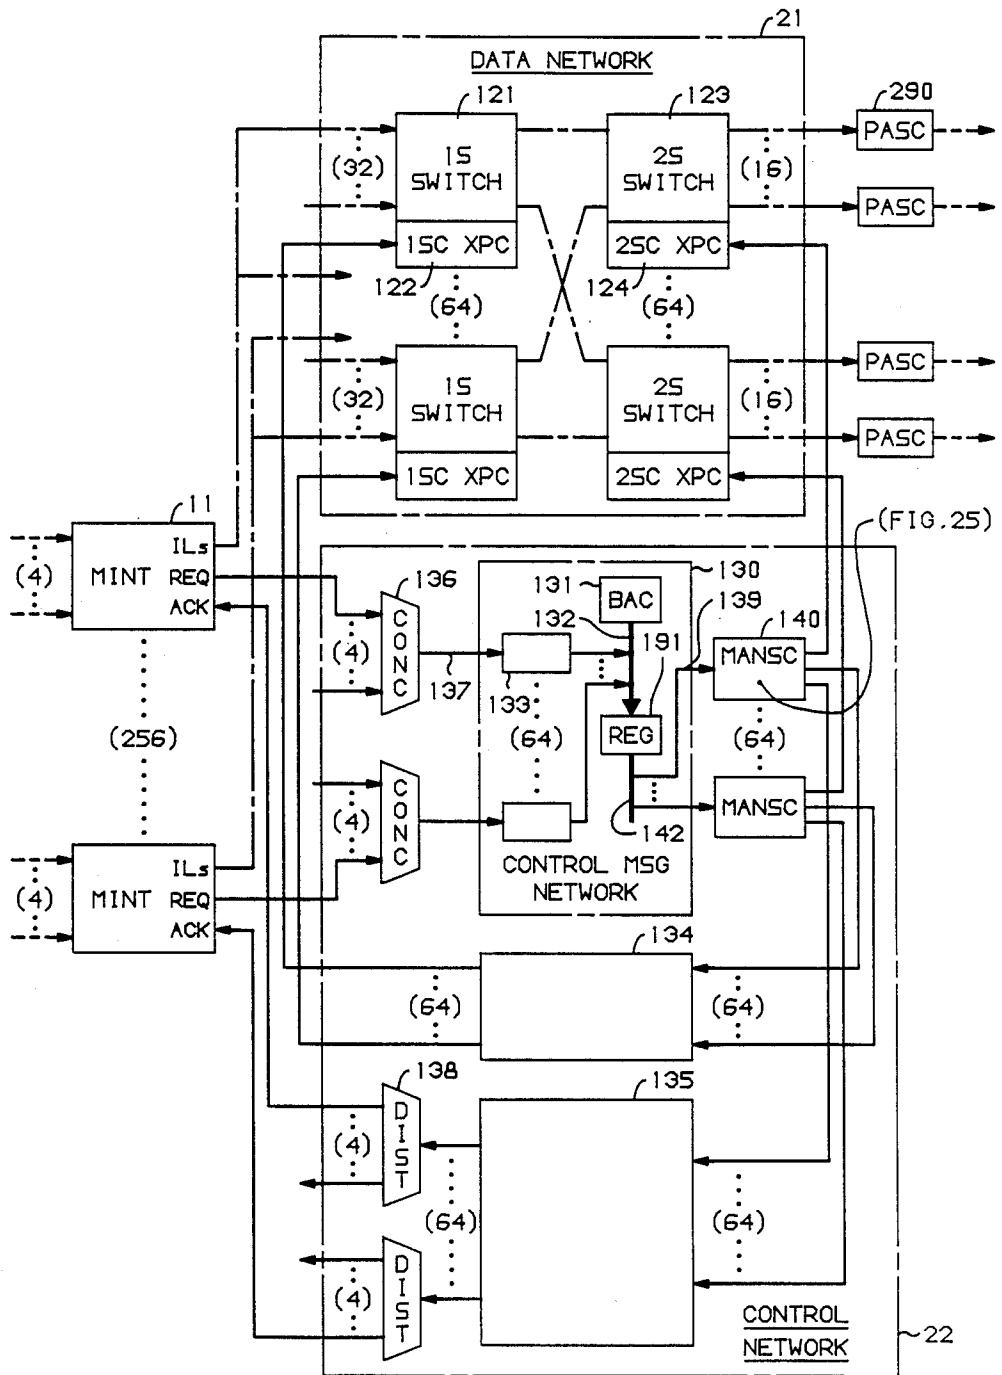 21
DATA NETWORK
121
123
290
(32)
1S
SWITCH
2S
SWITCH
(16)
PASC
PASC
1SC XPC
2SC XPC
122
124
(64)
(64)
(32)
1S
SWITCH
2S
SWITCH
(16)
PASC
PASC
1SC XPC
2SC XPC
11
(FIG.25)
(4)
MINT
ILs
REQ
ACK
136
CONC
(4)
137
130
131
BAC
132
139
191
133
REG
(64)
142
CONTROL MSG
NETWORK
140
MANSC
(64)
MANSC
(256)
CONC
(4)
(4)
MINT
ILs
REQ
ACK
134
(64)
(64)
138
DIST
(4)
135
(64)
(64)
DIST
(4)
CONTROL
NETWORK
22